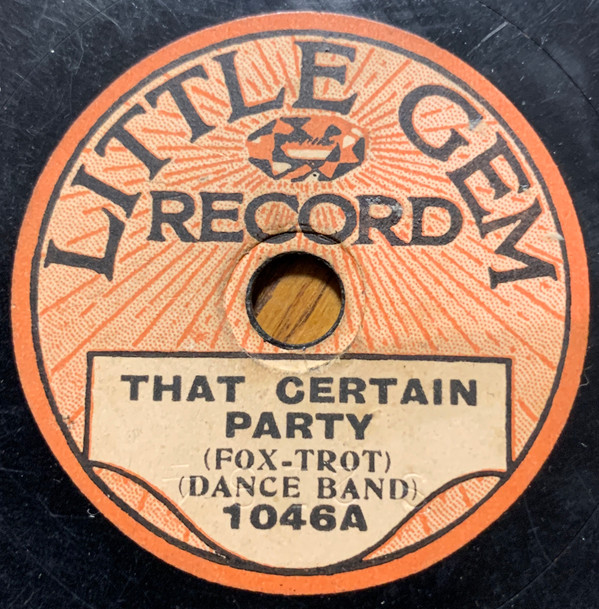 LITTLE GEM
RECORD
THAT CERTAIN
PARTY
(FOX-TROT)
(DANCE BAND)
1046A